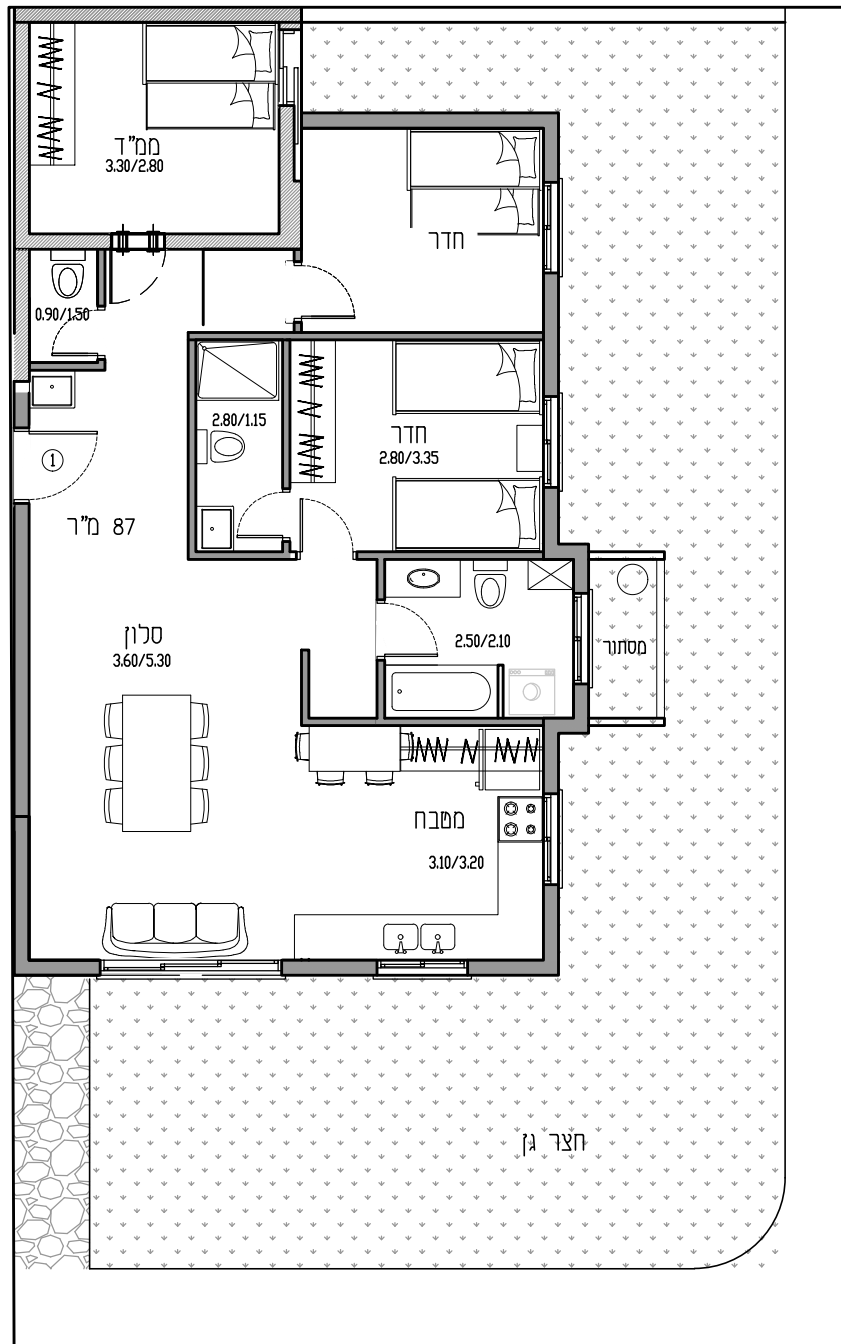 ממ"ד
3.30/2.80
חדר
0.90/1.50
2.80/1.15
חדר
2.80/3.35
1
87 מ"ר
סלון
3.60/5.30
2.50/2.10
מסתור
מטבח
3.10/3.20
חצר גן